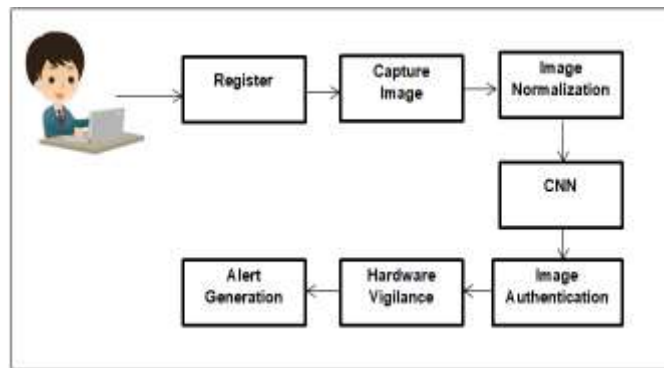 Register
Capture
Image
Image
Normalization
CNN
Image
Authentication
Hardware
Vigilance
Alert
Generation